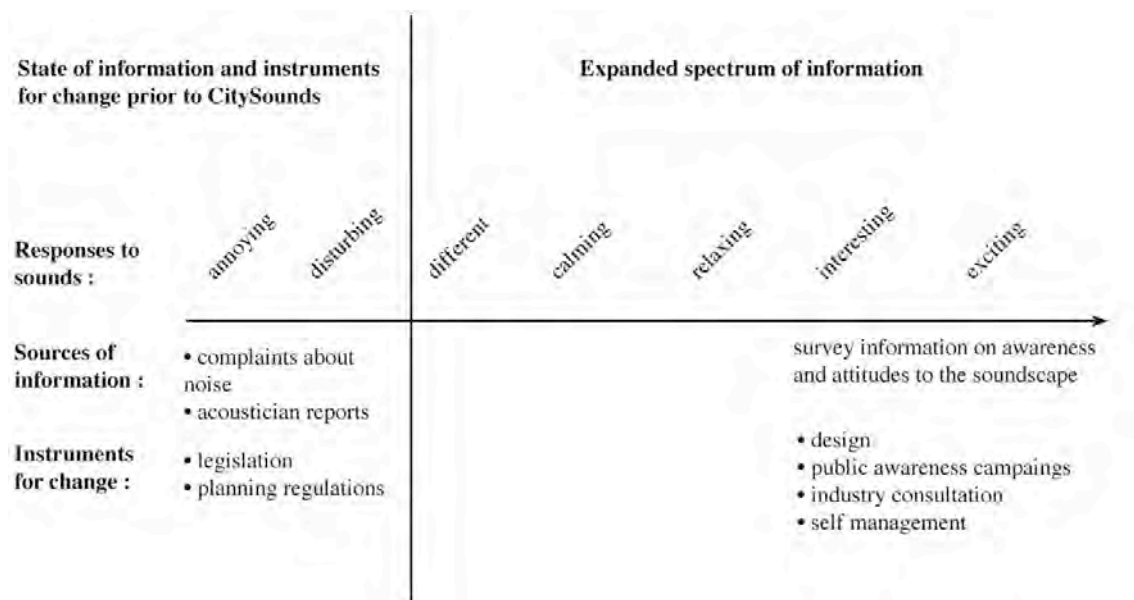 State of information and instruments
for change prior to CitySounds
Expanded spectrum of information
Responses to
sounds :
annoying
disturbing
different
calming
relaxing
interesting
exciting
Sources of
information :
• complaints about
noise
• acoustician reports
survey information on awareness
and attitudes to the soundscape
Instruments
for change :
• legislation
• planning regulations
• design
• public awareness campaings
• industry consultation
• self management